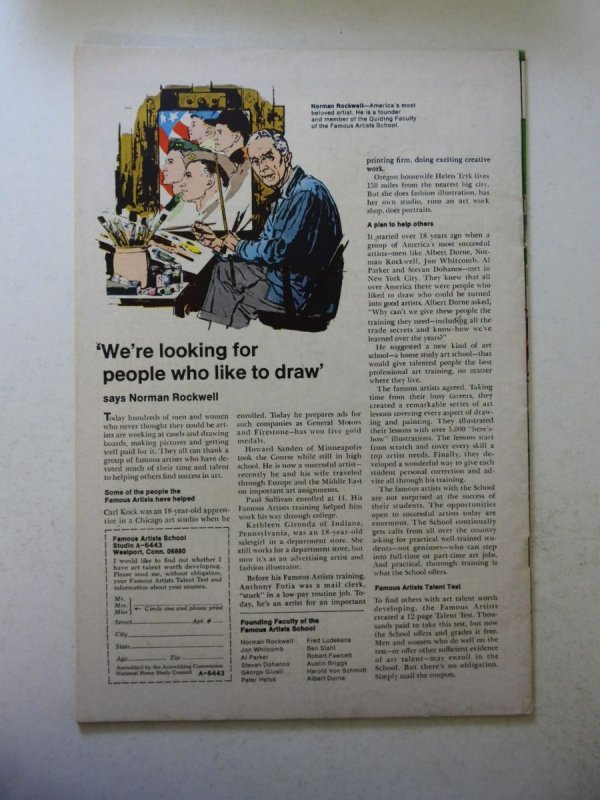 Norman Rockwell—America's most
beloved artist. He is a founder
and member of the Guiding Faculty
of the Famous Artists School.
'We're looking for
people who like to draw'
says Norman Rockwell
Today hundreds of men and women
who never thought they could be art-
ists are working at easels and drawing
boards, making pictures and getting
well paid for it. They all can thank a
group of famous artists who have de-
voted much of their time and talent
to helping others find success in art.
Some of the people the
Famous Artists have helped
Carl Kock was an 18-year-old appren-
tice in a Chicago art studio when he
enrolled. Today he prepares ads for
such companies as General Motors
and Firestone—has won five gold
medals.
Howard Sanden of Minneapolis
took the Course while still in high
school. He is now a successful artist—
recently he and his wife traveled
through Europe and the Middle East
on important art assignments.
Paul Sullivan enrolled at 14. His
Famous Artists training helped him
work his way through college.
Kathleen Gironda of Indiana,
Pennsylvania, was an 18-year-old
salesgirl in a department store. She
still works for a department store, but
now it's as an advertising artist and
fashion illustrator.
Before his Famous Artists training,
Anthony Fotia was a mail clerk,
"stuck" in a low-pay routine job. To-
day, he's an artist for an important
printing firm, doing exciting creative
work.
Oregon housewife Helen Tryk lives
150 miles from the nearest big city.
But she does fashion illustration, has
her own studio, runs an art work
shop, does portraits.
A plan to help others
It started over 18 years ago when a
group of America's most successful
artists—men like Albert Dorne, Nor-
man Rockwell, Jon Whitcomb, Al
Parker and Stevan Dohanos—met in
New York City. They knew that all
over America there were people who
liked to draw who could be turned
into good artists. Albert Dorne asked,
"Why can't we give these people the
training they need—including all the
trade secrets and know-how we've
learned over the years?"
He suggested a new kind of art
school—a home study art school—that
would give talented people the best
professional art training, no matter
where they live.
The famous artists agreed. Taking
time from their busy careers, they
created a remarkable series of art
lessons covering every aspect of draw-
ing and painting. They illustrated
their lessons with over 5,000 "here's-
how" illustrations. The lessons start
from scratch and cover every skill a
top artist needs. Finally, they de-
veloped a wonderful way to give each
student personal correction and ad-
vice all through his training.
The famous artists with the School
are not surprised at the success of
their students. The opportunities
open to successful artists today are
enormous. The School continually
gets calls from all over the country
asking for practical well-trained stu-
dents—not geniuses—who can step
into full-time or part-time art jobs.
And practical, thorough training is
what the School offers.
Famous Artists Talent Test
To find others with art talent worth
developing, the Famous Artists
created a 12-page Talent Test. Thou-
sands paid to take this test, but now
the School offers and grades it free.
Men and women who do well on the
test—or offer other sufficient evidence
of art talent—may enroll in the
School. But there's no obligation.
Simply mail the coupon.
Famous Artists School
Studio A-6443
Westport, Conn. 06880
I would like to find out whether I
have art talent worth developing.
Please send me, without obligation,
your Famous Artists Talent Test and
information about your courses.
Mr.
Mrs.
Miss
Circle one and please print
Street Apt. #
City
State
Age Zip
Accredited by the Accrediting Commission
National Home Study Council A-6443
Founding Faculty of the
Famous Artists School
Norman Rockwell
Jon Whitcomb
Al Parker
Stevan Dohanos
George Giusti
Peter Helck
Fred Ludekens
Ben Stahl
Robert Fawcett
Austin Briggs
Harold Von Schmidt
Albert Dorne